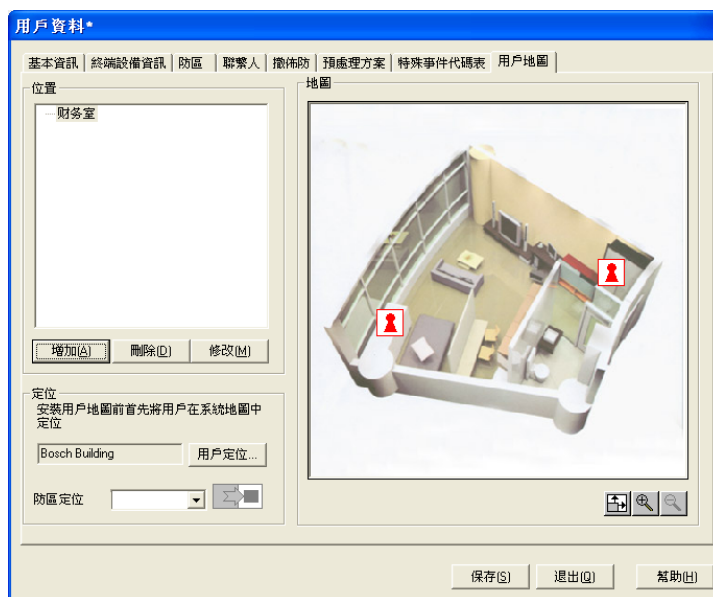 用戶資料*
基本資訊
終端設備資訊
防區
聯繫人
撤佈防
預處理方案
特殊事件代碼表
用戶地圖
位置
财务室
增加(A)
刪除(D)
修改(M)
定位
安裝用戶地圖前首先將用戶在系統地圖中
定位
Bosch Building
用戶定位...
防區定位
地圖
保存(S)
退出(Q)
幫助(H)